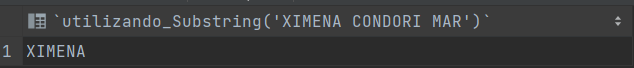 `utilizando_Substring('XIMENA CONDORI MAR')`
1 XIMENA